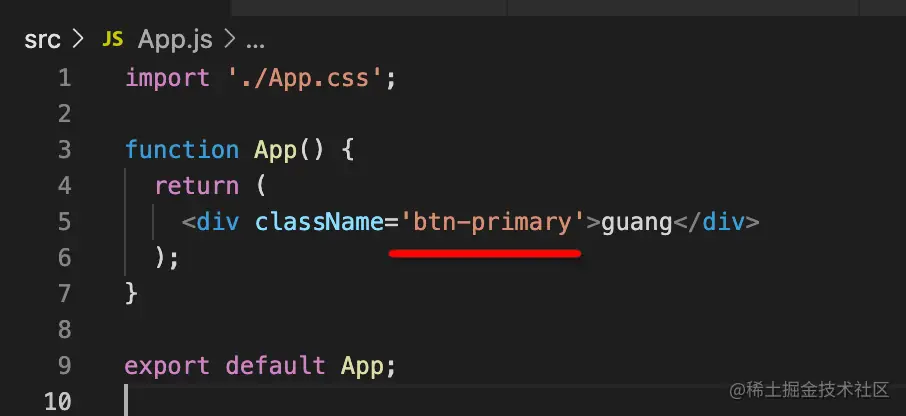 src > JS App.js > ...
1 import './App.css';
2
3 function App() {
4 return (
5 <div className='btn-primary'>guang</div>
6 );
7 }
8
9 export default App;
10
@稀土掘金技术社区